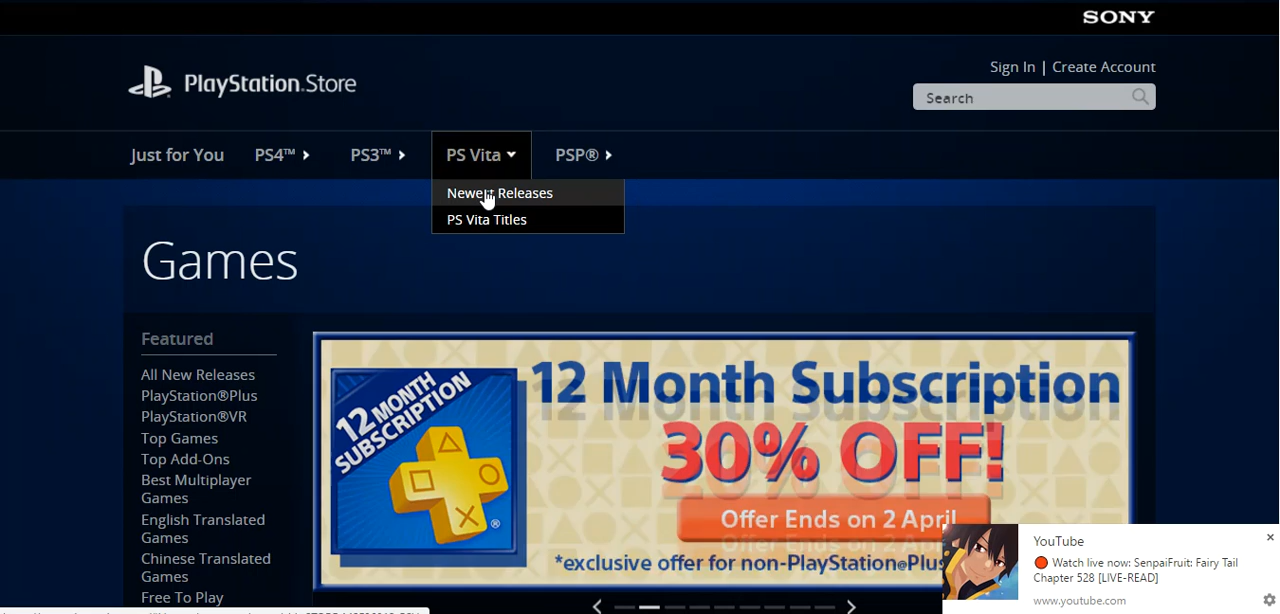 SONY
PlayStation®Store
Sign In | Create Account
Search
Just for You PS4™ PS3™ PS Vita PSP®
Newest Releases
PS Vita Titles
Games
Featured
All New Releases
PlayStation®Plus
PlayStation®VR
Top Games
Top Add-Ons
Best Multiplayer
Games
English Translated
Games
Chinese Translated
Games
Free To Play
12 MONTH
SUBSCRIPTION
12 Month Subscription
30% OFF!
Offer Ends on 2 April
*exclusive offer for non-PlayStation®Plus
YouTube
Watch live now: SenpaiFruit: Fairy Tail
Chapter 528 [LIVE-READ]
www.youtube.com